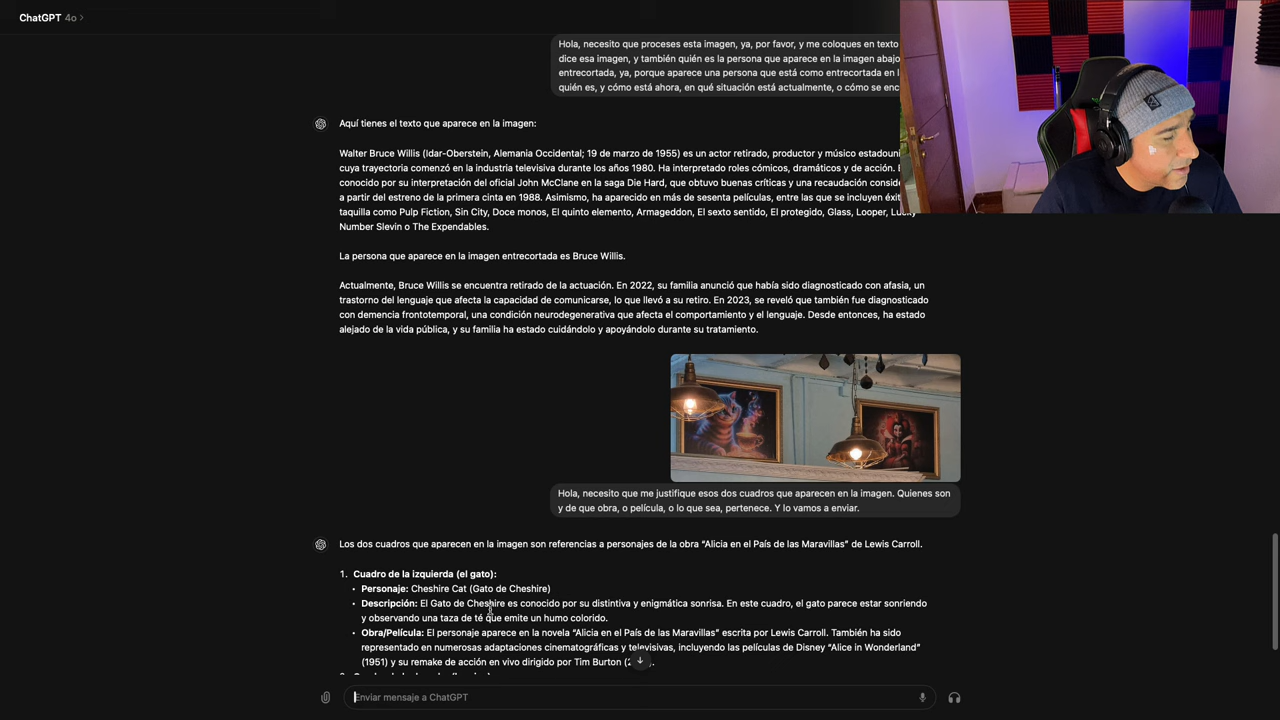 ChatGPT 4o >
Hola, necesito que proceses esta imagen, ya, por favor, y me coloques en texto
dice esa imagen, y también quién es la persona que aparece en la imagen abajo
entrecortada, ya, porque aparece una persona que está como entrecortada en
quién es, y cómo está ahora, en qué situación está actualmente, o cómo se
Aquí tienes el texto que aparece en la imagen:
Walter Bruce Willis (Idar-Oberstein, Alemania Occidental; 19 de marzo de 1955) es un actor retirado, productor y músico
cuya trayectoria comenzó en la industria televisiva durante los años 1980. Ha interpretado roles cómicos, dramáticos y de acción.
conocido por su interpretación del oficial John McClane en la saga Die Hard, que obtuvo buenas críticas y una recaudación
a partir del estreno de la primera cinta en 1988. Asimismo, ha aparecido en más de sesenta películas, entre las que se incluyen
taquilla como Pulp Fiction, Sin City, Doce monos, El quinto elemento, Armageddon, El sexto sentido, El protegido, Glass, Looper, Lucky
Number Slevin o The Expendables.
La persona que aparece en la imagen entrecortada es Bruce Willis.
Actualmente, Bruce Willis se encuentra retirado de la actuación. En 2022, su familia anunció que había sido diagnosticado con afasia, un
trastorno del lenguaje que afecta la capacidad de comunicarse, lo que llevó a su retiro. En 2023, se reveló que también fue diagnosticado
con demencia frontotemporal, una condición neurodegenerativa que afecta el comportamiento y el lenguaje. Desde entonces, ha estado
alejado de la vida pública, y su familia ha estado cuidándolo y apoyándolo durante su tratamiento.
Hola, necesito que me justifique esos dos cuadros que aparecen en la imagen. Quienes son
y de que obra, o película, o lo que sea, pertenece. Y lo vamos a enviar.
Los dos cuadros que aparecen en la imagen son referencias a personajes de la obra "Alicia en el País de las Maravillas" de Lewis Carroll.
1. Cuadro de la izquierda (el gato):
• Personaje: Cheshire Cat (Gato de Cheshire)
• Descripción: El Gato de Cheshire es conocido por su distintiva y enigmática sonrisa. En este cuadro, el gato parece estar sonriendo
y observando una taza de té que emite un humo colorido.
• Obra/Película: El personaje aparece en la novela "Alicia en el País de las Maravillas" escrita por Lewis Carroll. También ha sido
representado en numerosas adaptaciones cinematográficas y televisivas, incluyendo las películas de Disney "Alice in Wonderland"
(1951) y su remake de acción en vivo dirigido por Tim Burton
Enviar mensaje a ChatGPT